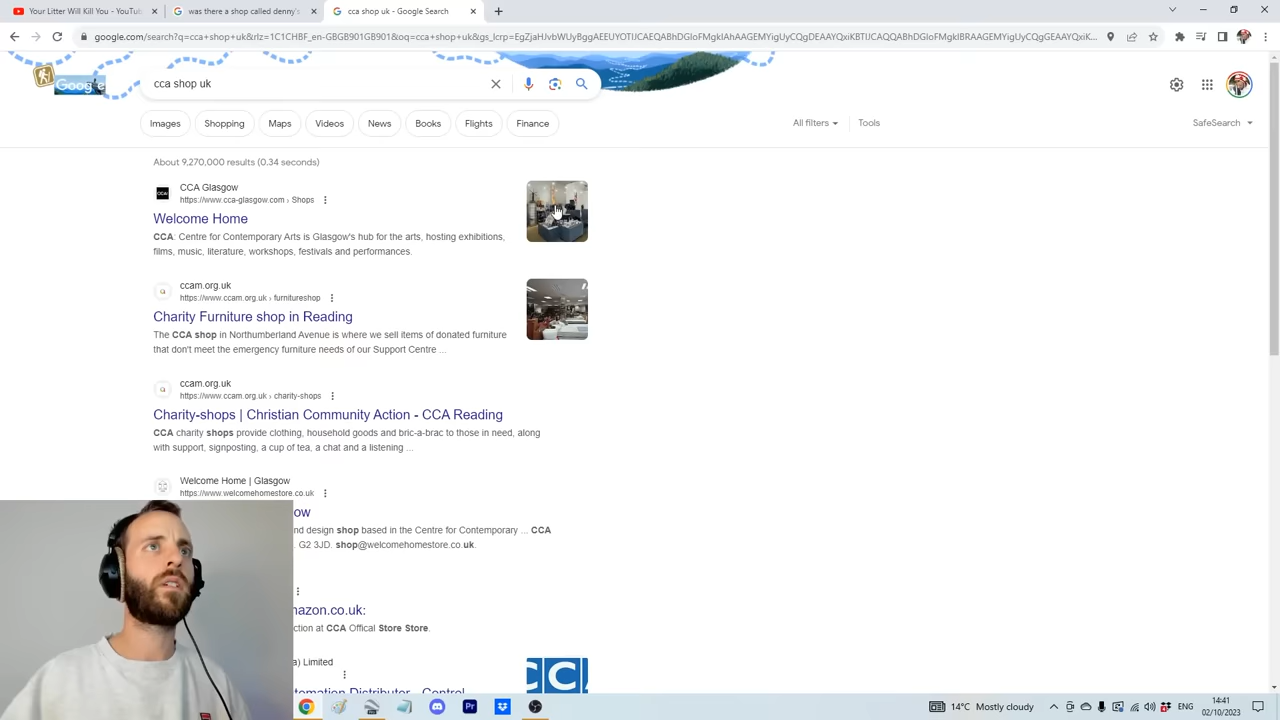 Your Litter Will Kill You - YouTu
was there a shop called denny's
cca shop uk - Google Search
google.com/search?q=cca+shop+uk&rlz=1C1CHBF_en-GBGB901GB901&oq=cca+shop+uk&gs_lcrp=
Google
cca shop uk
Images
Shopping
Maps
Videos
News
Books
Flights
Finance
All filters
Tools
SafeSearch
About 9,270,000 results (0.34 seconds)
CCA Glasgow
https://www.cca-glasgow.com › Shops
Welcome Home
CCA: Centre for Contemporary Arts is Glasgow's hub for the arts, hosting exhibitions,
films, music, literature, workshops, festivals and performances.
ccam.org.uk
https://www.ccam.org.uk › furnitureshop
Charity Furniture shop in Reading
The CCA shop in Northumberland Avenue is where we sell items of donated furniture
that don't meet the emergency furniture needs of our Support Centre ...
ccam.org.uk
https://www.ccam.org.uk › charity-shops
Charity-shops | Christian Community Action - CCA Reading
CCA charity shops provide clothing, household goods and bric-a-brac to those in need, along
with support, signposting, a cup of tea, a chat and a listening ...
Welcome Home | Glasgow
https://www.welcomehomestore.co.uk
ow
nd design shop based in the Centre for Contemporary ... CCA
. G2 3JD. shop@welcomehomestore.co.uk.
nazon.co.uk:
ction at CCA Offical Store Store.
a) Limited
tomation Distributor - Control
CC
14°C Mostly cloudy
ENG
14:41
02/10/2023